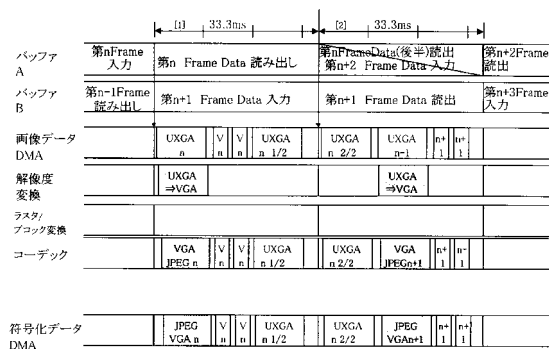 [1] 33.3ms [2] 33.3ms
バッファ A
第nFrame 入力
第n Frame Data 読み出し
第nFrameData(後半)読出
第n+2 Frame Data 入力
第n+2Frame 読出
バッファ B
第n-1Frame 読み出し
第n+1 Frame Data 入力
第n+1 Frame Data 読出
第n+3Frame 入力
画像データ DMA
UXGA n
V n
V n
UXGA n 1/2
UXGA n 2/2
UXGA n-1
n+ 1
n+ 1
解像度 変換
UXGA ⇒VGA
UXGA ⇒VGA
ラスタ/ ブロック変換
コーデック
VGA JPEG n
V n
V n
UXGA n 1/2
UXGA n 2/2
VGA JPEGn+1
n+ 1
n- 1
符号化データ DMA
JPEG VGA n
V n
V n
UXGA n 1/2
UXGA n 2/2
JPEG VGAn+1
n+ 1
n+ 1